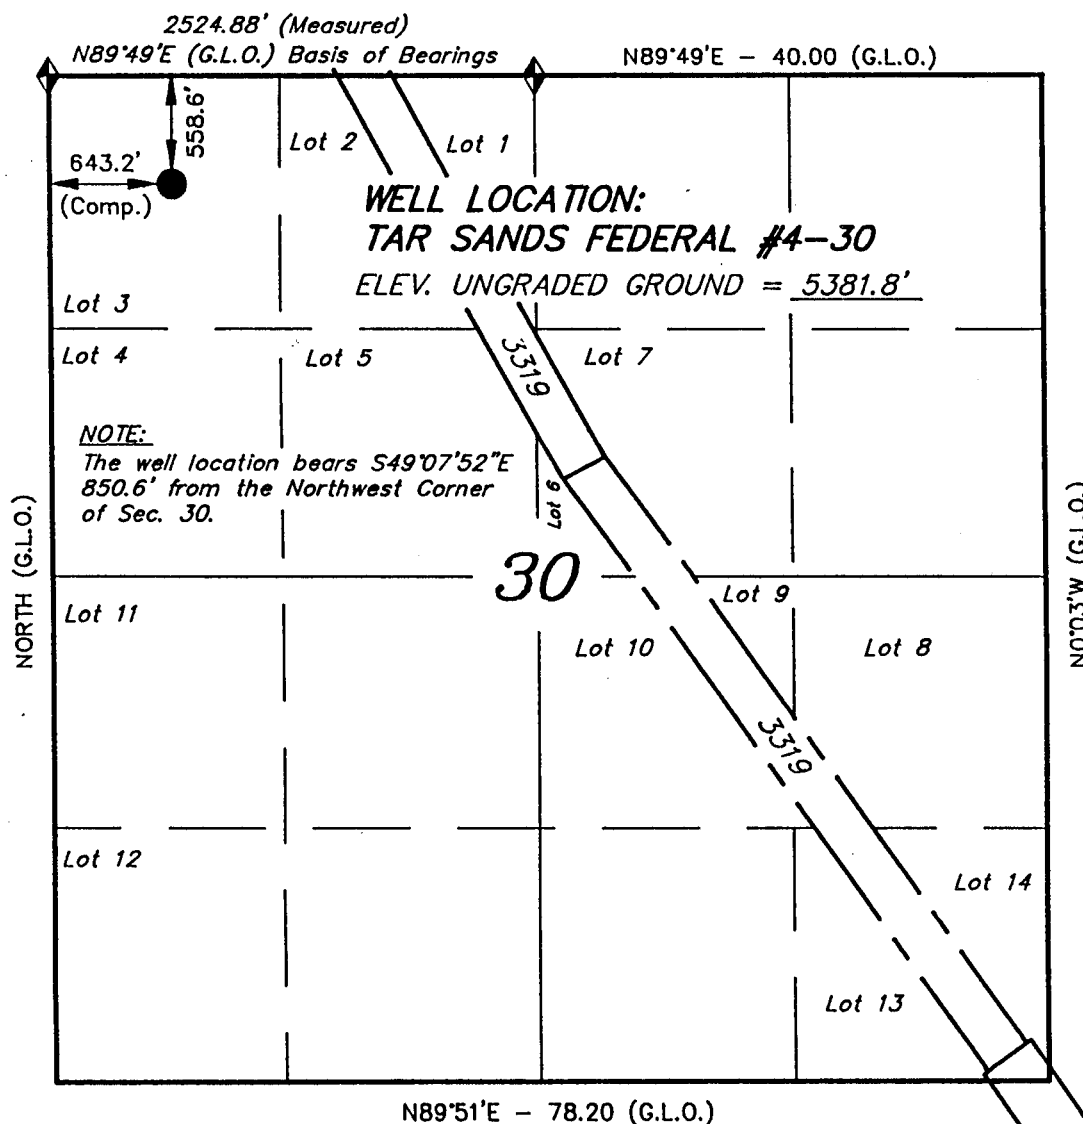 2524.88' (Measured)
N89°49'E (G.L.O.) Basis of Bearings
N89°49'E – 40.00 (G.L.O.)
558.6'
643.2'
(Comp.)
Lot 2
Lot 1
WELL LOCATION:
TAR SANDS FEDERAL #4–30
ELEV. UNGRADED GROUND = 5381.8'
Lot 3
Lot 4
Lot 5
3319
Lot 7
NOTE:
The well location bears S49°07'52"E
850.6' from the Northwest Corner
of Sec. 30.
Lot 6
NORTH (G.L.O.)
N0°03'W (G.L.O.)
30
Lot 11
Lot 9
Lot 10
Lot 8
3319
Lot 12
Lot 14
Lot 13
N89°51'E – 78.20 (G.L.O.)